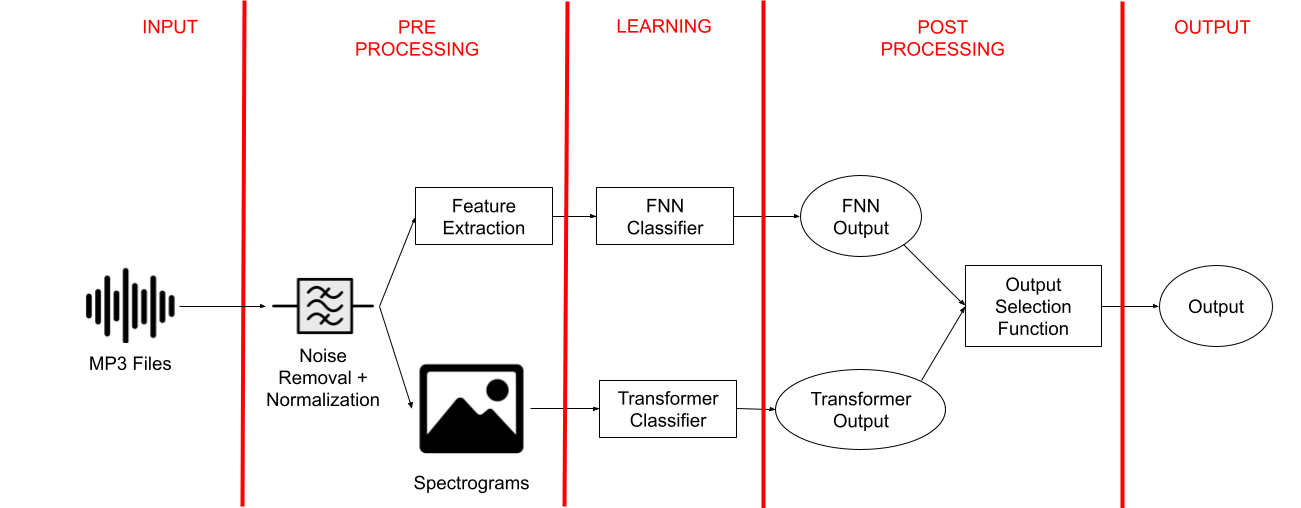 INPUT
PRE
PROCESSING
LEARNING
POST
PROCESSING
OUTPUT
MP3 Files
Noise
Removal +
Normalization
Feature
Extraction
Spectrograms
FNN
Classifier
Transformer
Classifier
FNN
Output
Transformer
Output
Output
Selection
Function
Output